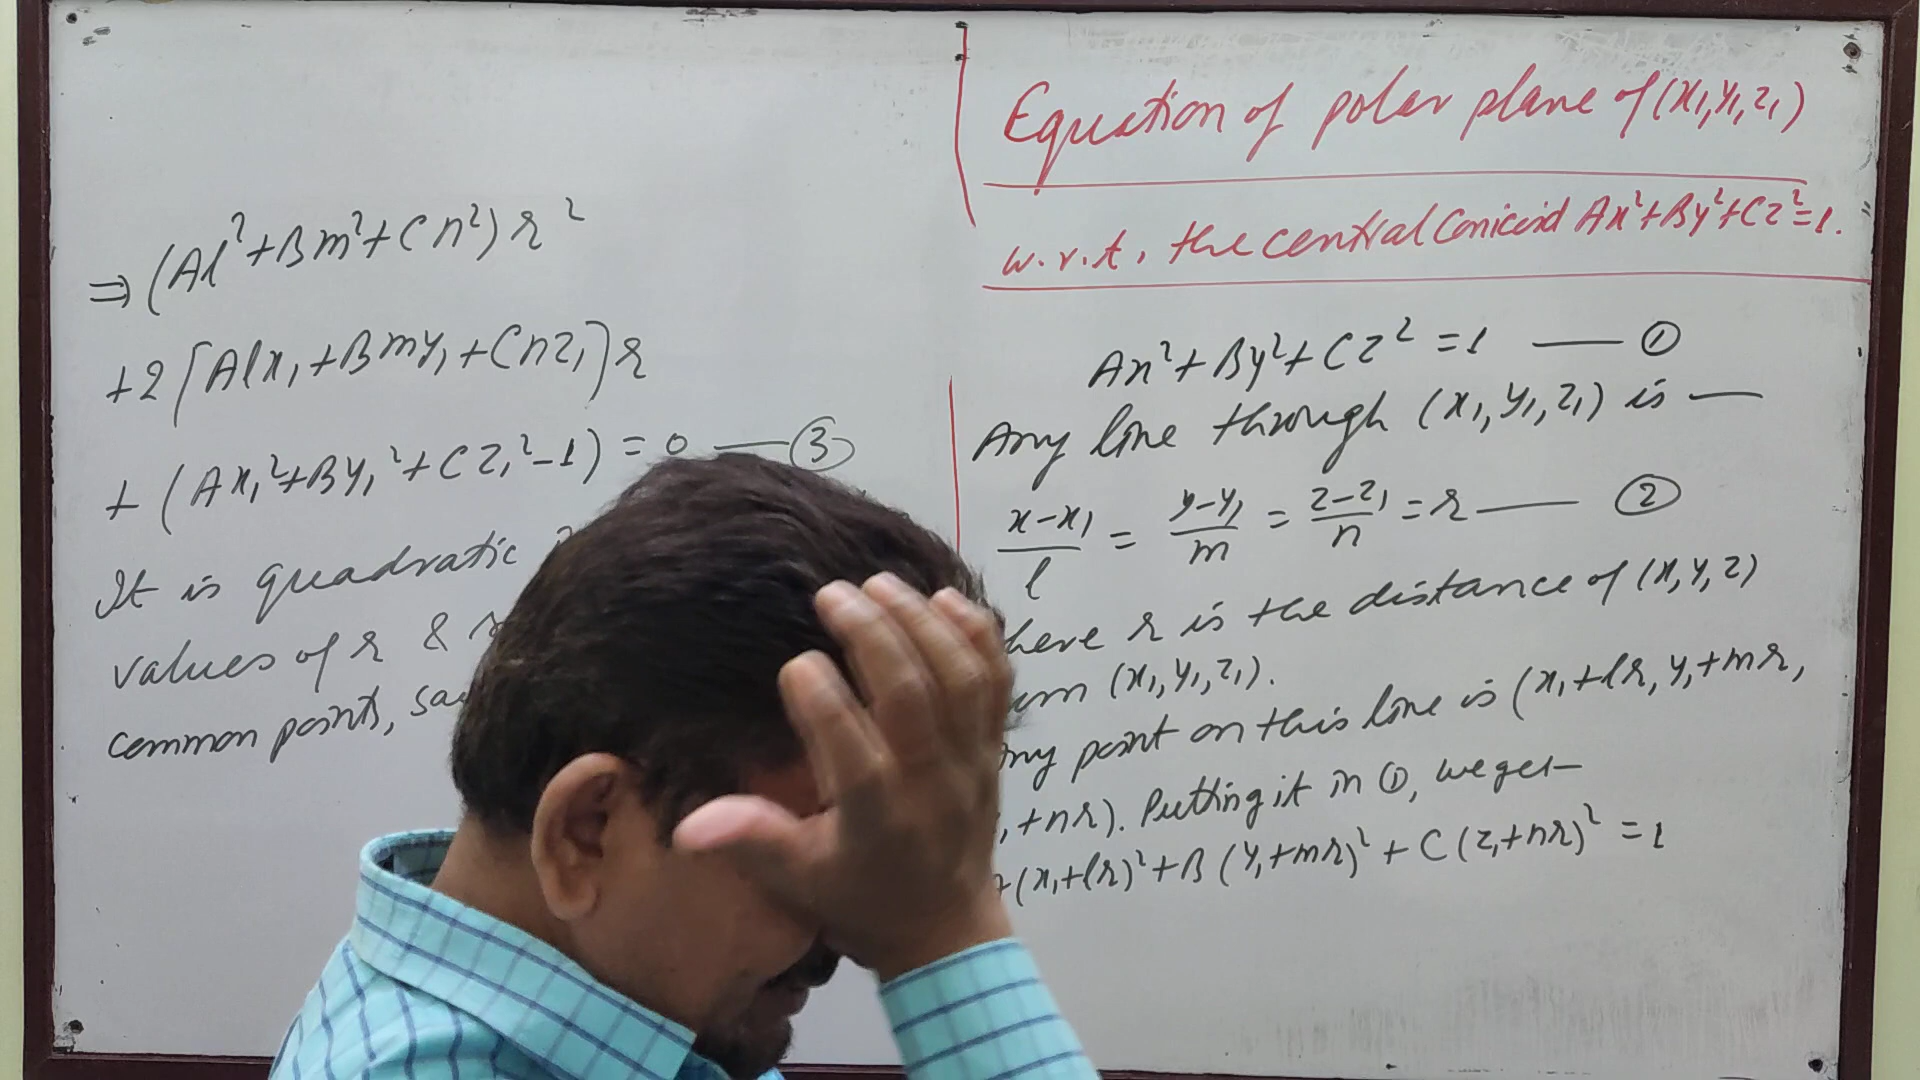 Equation of polar plane of (x₁,y₁,z₁)
w.r.t. the central Conicoid Ax²+By²+Cz²=1.
Ax²+By²+Cz²=1 —— ①
Any line through (x₁,y₁,z₁) is —
(x-x₁)/l = (y-y₁)/m = (z-z₁)/n = r —— ②
r is the distance of (x,y,z)
(x₁,y₁,z₁).
point on this line is (x₁+lr, y₁+mr,
+nr). Putting it in ①, we get—
(x₁+lr)²+B(y₁+mr)²+C(z₁+nr)²=1
⇒ (Al²+Bm²+Cn²)r²
+2[Alx₁+Bmy₁+Cnz₁]r
+ (Ax₁²+By₁²+Cz₁²-1) = 0 —— ③
It is quadratic
values of r &
common points,